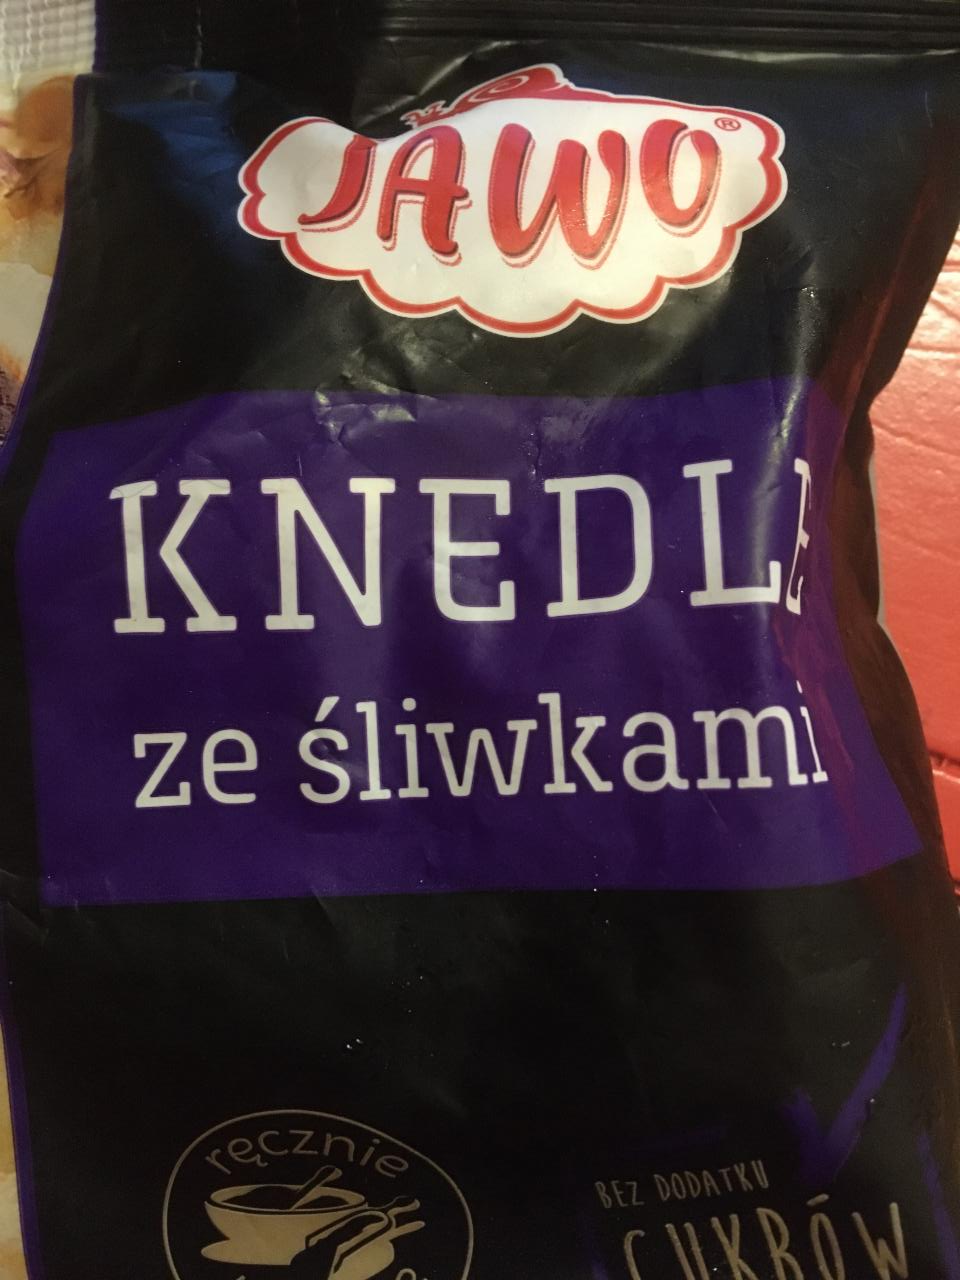 JAWO®
KNEDLE
ze śliwkami
ręcznie
BEZ DODATKU
CUKRÓW